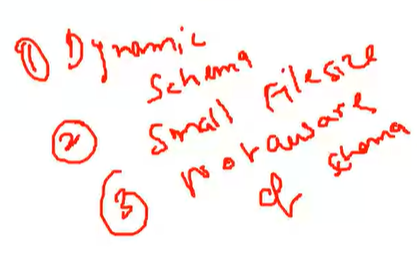 ① Dynamic
Schema
② Small Filesize
③ not aware
of schema